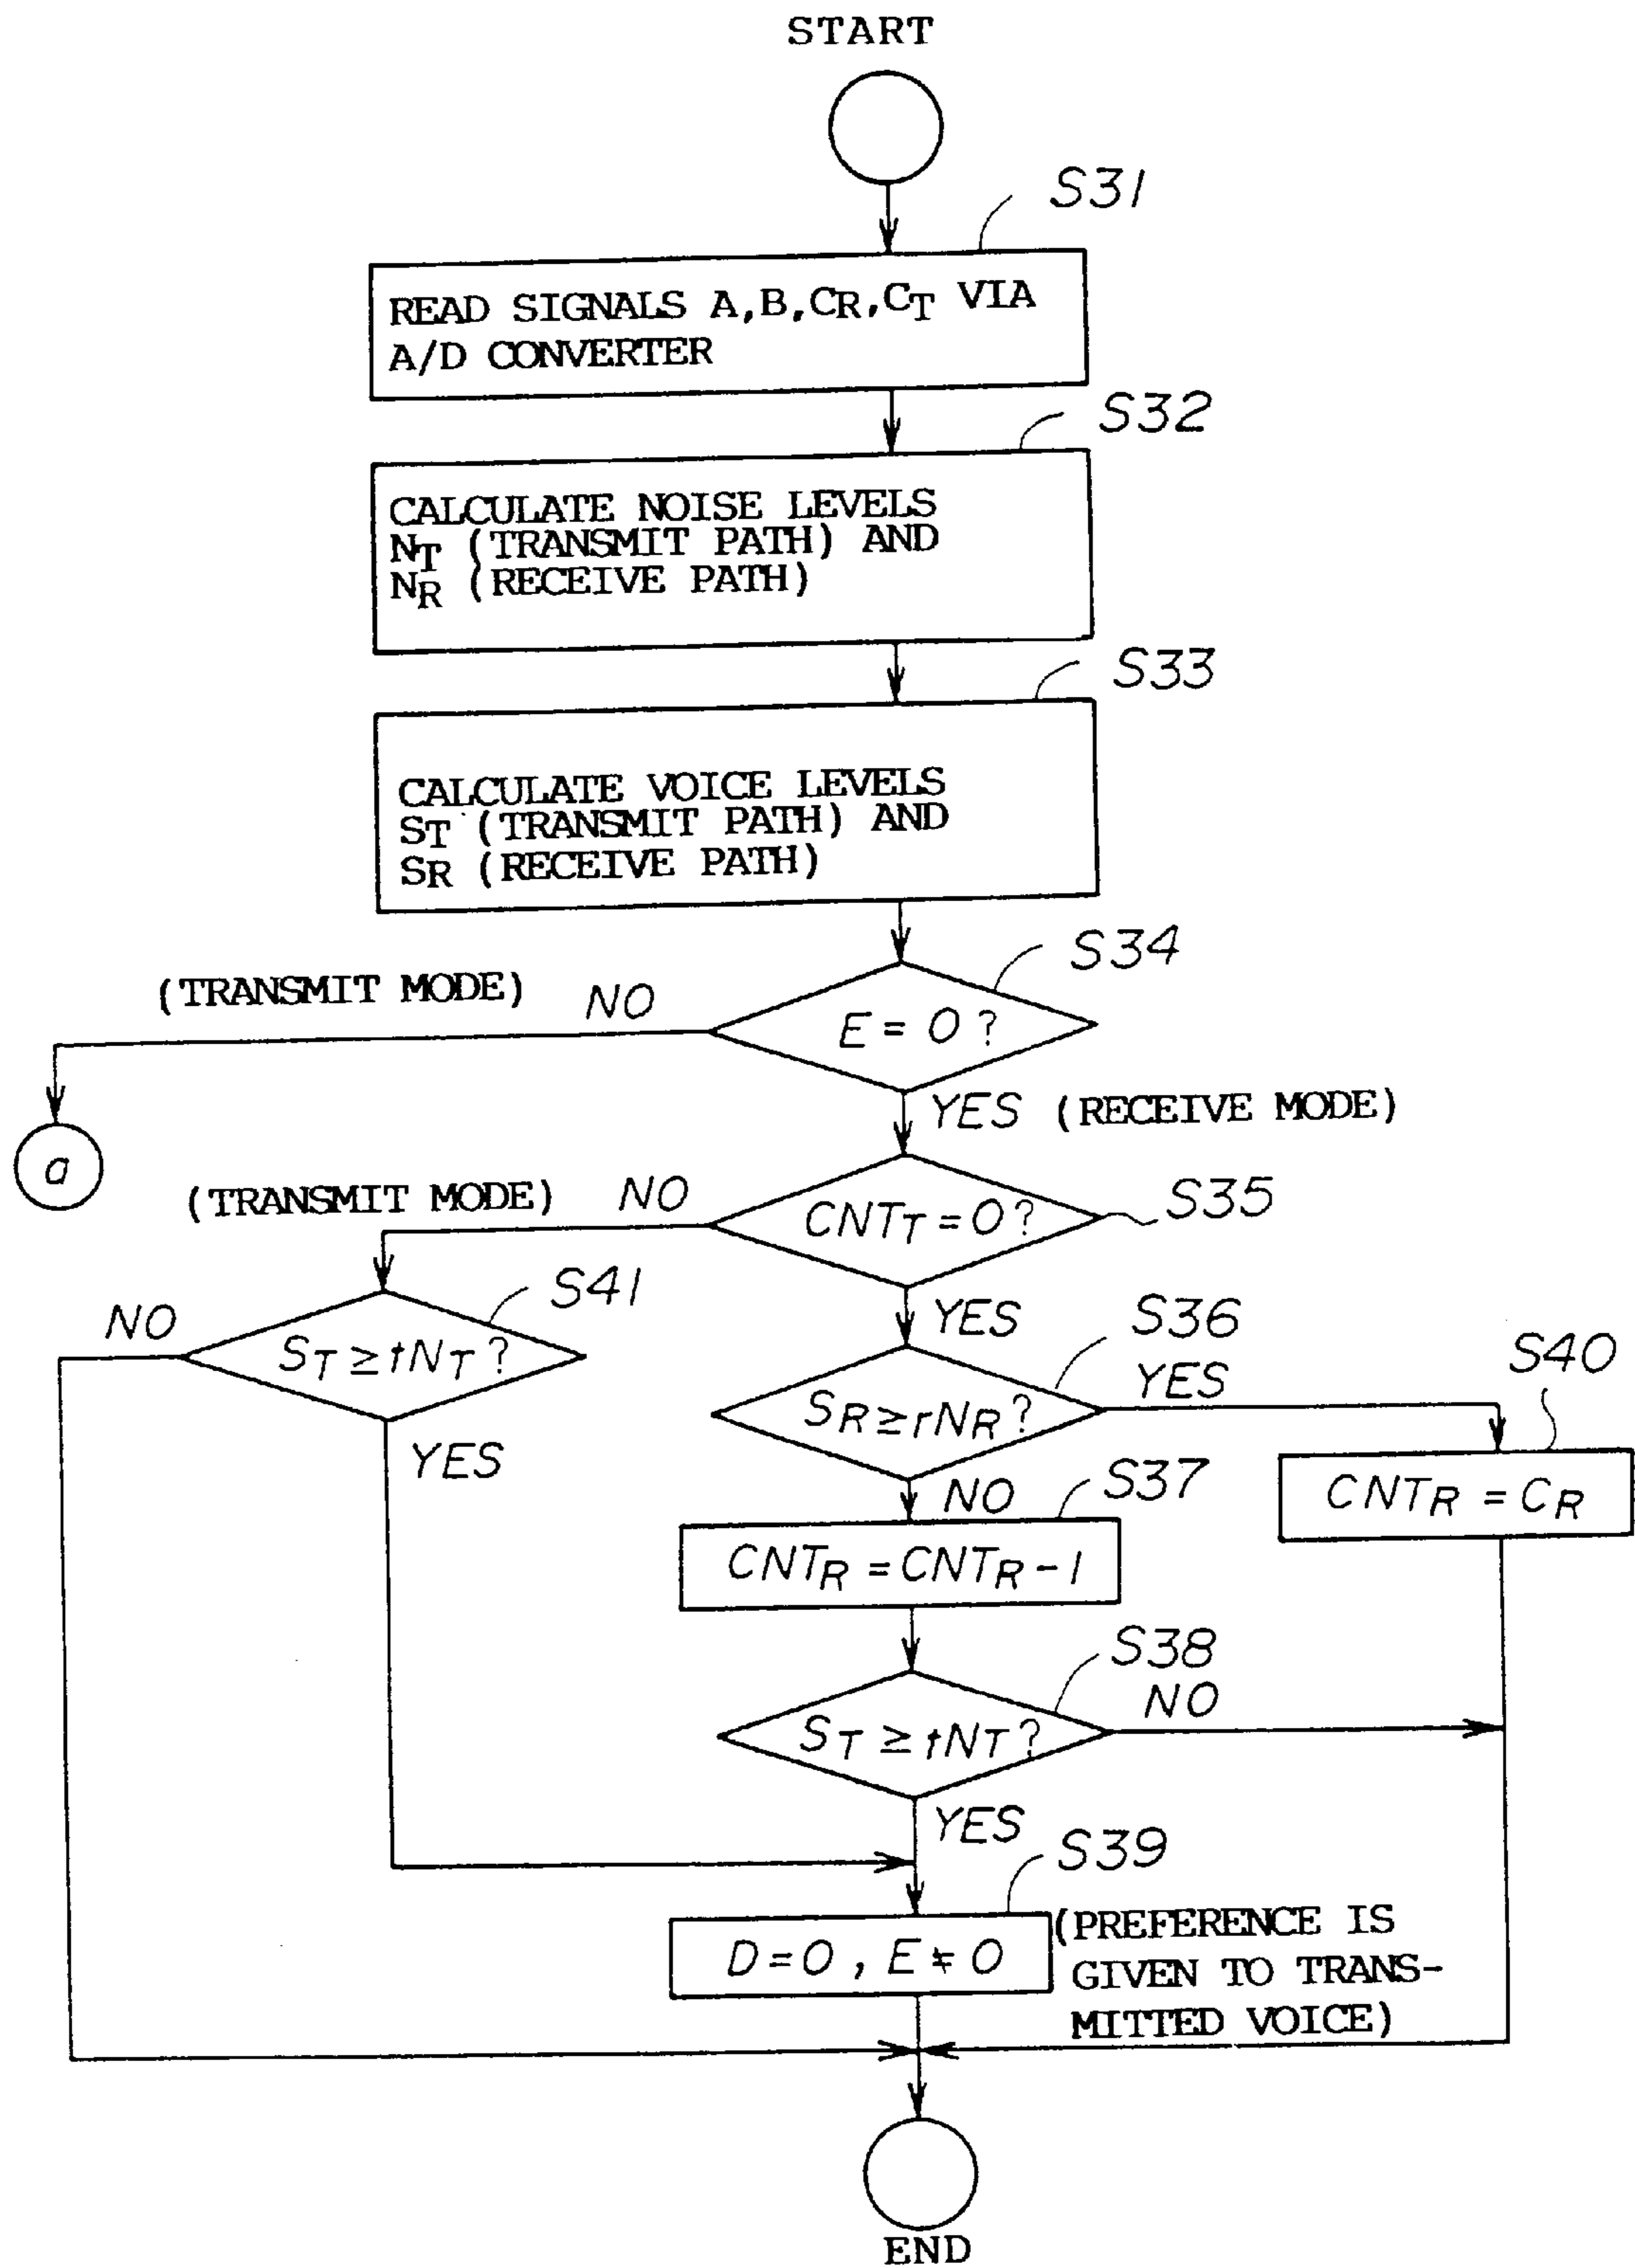 START
S31
READ SIGNALS A,B,CR,CT VIA
A/D CONVERTER
S32
CALCULATE NOISE LEVELS
NT (TRANSMIT PATH) AND
NR (RECEIVE PATH)
S33
CALCULATE VOICE LEVELS
ST (TRANSMIT PATH) AND
SR (RECEIVE PATH)
S34
(TRANSMIT MODE) NO
E = 0 ?
YES (RECEIVE MODE)
a
(TRANSMIT MODE) NO
CNTT = 0 ?
S35
S41
NO
ST ≥ tNT ?
YES
YES
S36
SR ≥ rNR ?
YES
S40
CNTR = CR
NO
S37
CNTR = CNTR - 1
S38
ST ≥ tNT ?
NO
YES
S39
D = 0 , E ≠ 0
(PREFERENCE IS
GIVEN TO TRANS-
MITTED VOICE)
END